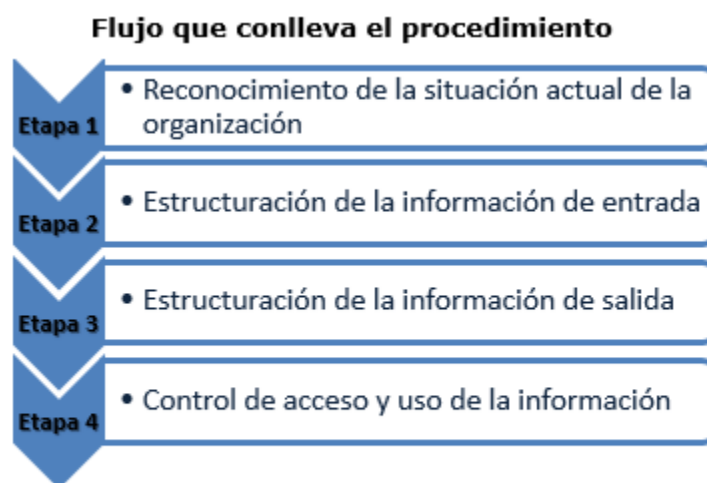 Flujo que conlleva el procedimiento
Etapa 1
• Reconocimiento de la situación actual de la
organización
Etapa 2
• Estructuración de la información de entrada
Etapa 3
• Estructuración de la información de salida
Etapa 4
• Control de acceso y uso de la información